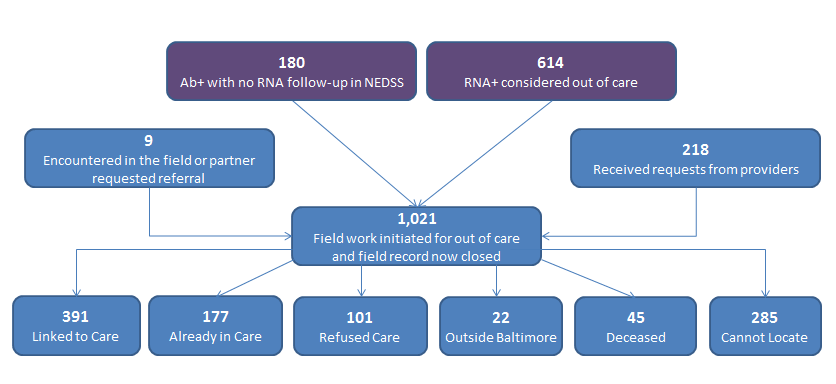 180
Ab+ with no RNA follow-up in NEDSS
614
RNA+ considered out of care
9
Encountered in the field or partner
requested referral
218
Received requests from providers
1,021
Field work initiated for out of care
and field record now closed
391
Linked to Care
177
Already in Care
101
Refused Care
22
Outside Baltimore
45
Deceased
285
Cannot Locate